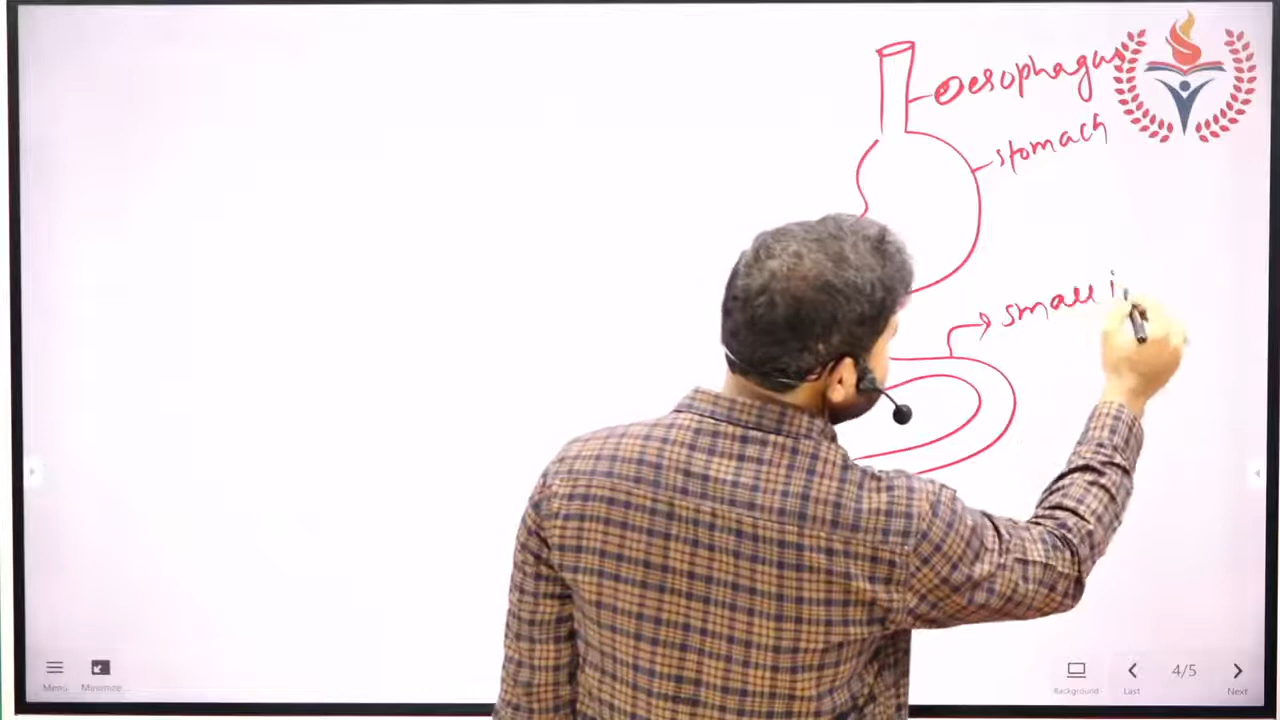 Oesophagus
stomach
small i
Menu
Minimize...
Background
Last
4/5
Next